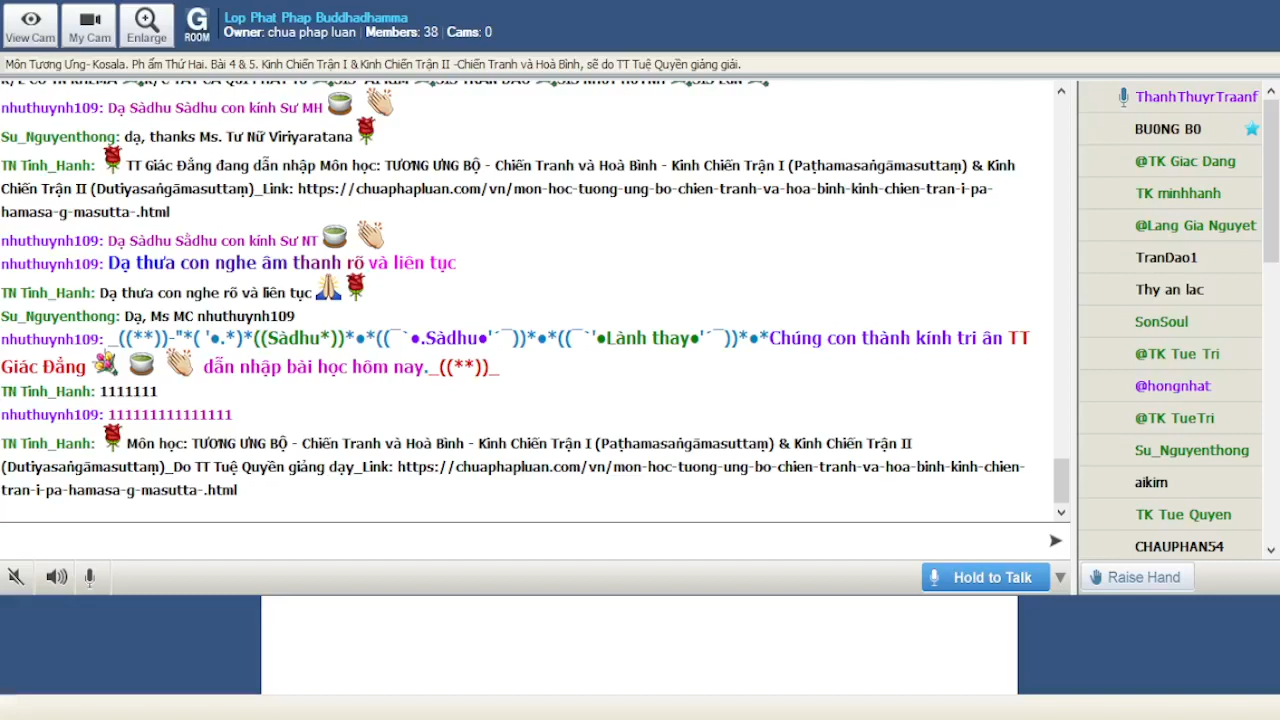 View Cam
My Cam
Enlarge
G
ROOM
Lop Phat Phap Buddhadhamma
Owner: chua phap luan | Members: 38 | Cams: 0
Môn Tương Ưng- Kosala. Ph ẩm Thứ Hai. Bài 4 & 5. Kinh Chiến Trận I & Kinh Chiến Trận II -Chiến Tranh và Hoà Bình, sẽ do TT Tuệ Quyền giảng giải.
nhuthuynh109: Dạ Sàdhu Sàdhu con kính Sư MH
Su_Nguyenthong: dạ, thanks Ms. Tư Nữ Viriyaratana
TN Tinh_Hanh: TT Giác Đẳng đang dẫn nhập Môn học: TƯƠNG ƯNG BỘ - Chiến Tranh và Hoà Bình - Kinh Chiến Trận I (Paṭhamasaṅgāmasuttaṃ) & Kinh
Chiến Trận II (Dutiyasaṅgāmasuttaṃ)_Link: https://chuaphapluan.com/vn/mon-hoc-tuong-ung-bo-chien-tranh-va-hoa-binh-kinh-chien-tran-i-pa-
hamasa-g-masutta-.html
nhuthuynh109: Dạ Sàdhu Sằdhu con kính Sư NT
nhuthuynh109: Dạ thưa con nghe âm thanh rõ và liên tục
TN Tinh_Hanh: Dạ thưa con nghe rõ và liên tục
Su_Nguyenthong: Dạ, Ms MC nhuthuynh109
nhuthuynh109: _((**))-"*( '●.*)*((Sàdhu*))*●*((¯`●.Sàdhu●'´¯))*●*((¯`'●Lành thay●'´¯))*●*Chúng con thành kính tri ân TT
Giác Đẳng dẫn nhập bài học hôm nay._((**))_
TN Tinh_Hanh: 1111111
nhuthuynh109: 111111111111111
TN Tinh_Hanh: Môn học: TƯƠNG ƯNG BỘ - Chiến Tranh và Hoà Bình - Kinh Chiến Trận I (Paṭhamasaṅgāmasuttaṃ) & Kinh Chiến Trận II
(Dutiyasaṅgāmasuttaṃ)_Do TT Tuệ Quyền giảng dạy_Link: https://chuaphapluan.com/vn/mon-hoc-tuong-ung-bo-chien-tranh-va-hoa-binh-kinh-chien-
tran-i-pa-hamasa-g-masutta-.html
Hold to Talk
ThanhThuyrTraanf
BU0NG B0
@TK Giac Dang
TK minhhanh
@Lang Gia Nguyet
TranDao1
Thy an lac
SonSoul
@TK Tue Tri
@hongnhat
@TK TueTri
Su_Nguyenthong
aikim
TK Tue Quyen
CHAUPHAN54
Raise Hand